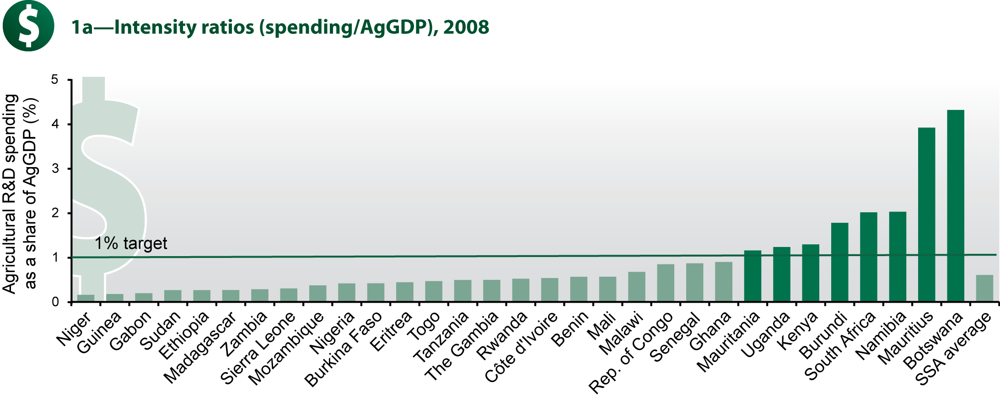 $
1a—Intensity ratios (spending/AgGDP), 2008
Agricultural R&D spending
as a share of AgGDP (%)
5
4
3
2
1
0
$
1% target
Niger
Guinea
Gabon
Sudan
Ethiopia
Madagascar
Zambia
Sierra Leone
Mozambique
Nigeria
Burkina Faso
Eritrea
Togo
Tanzania
The Gambia
Rwanda
Côte d'Ivoire
Benin
Mali
Malawi
Rep. of Congo
Senegal
Ghana
Mauritania
Uganda
Kenya
Burundi
South Africa
Namibia
Mauritius
Botswana
SSA average